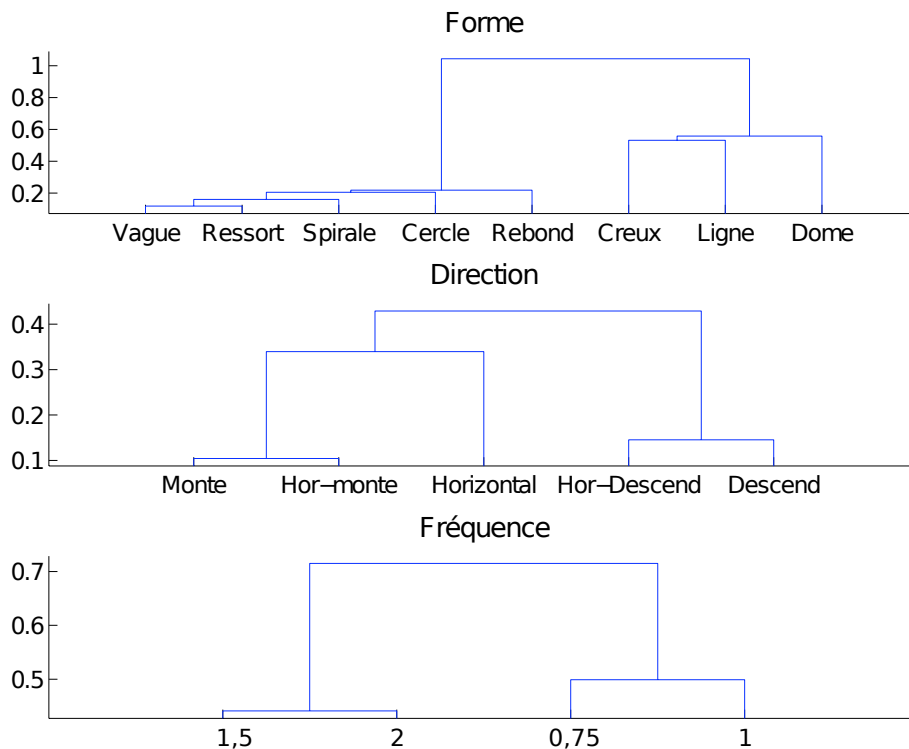 Forme
1
0.8
0.6
0.4
0.2
Vague Ressort Spirale Cercle Rebond Creux Ligne Dome
Direction
0.4
0.3
0.2
0.1
Monte Hor−monte Horizontal Hor−Descend Descend
Fréquence
0.7
0.6
0.5
1,5 2 0,75 1